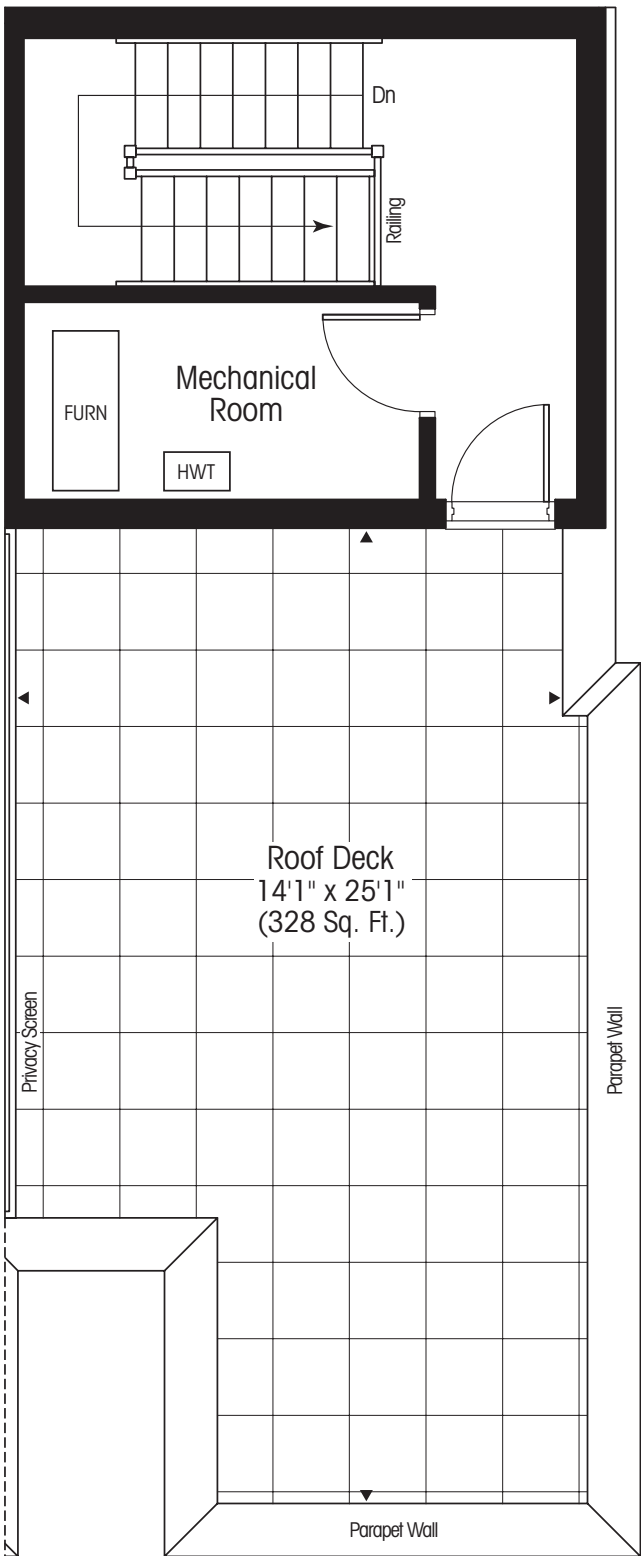 Dn
Railing
Mechanical
Room
FURN
HWT
Roof Deck
14'1" x 25'1"
(328 Sq. Ft.)
Privacy Screen
Parapet Wall
Parapet Wall